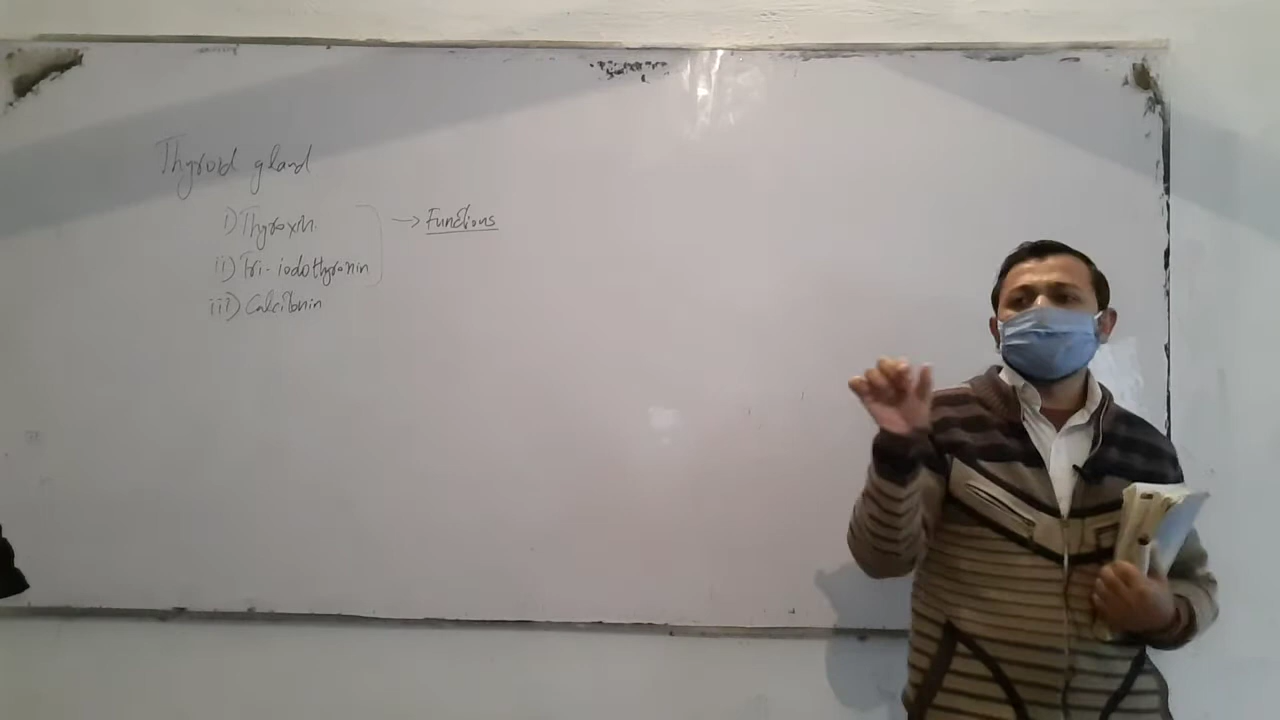 Thyroid gland
i) Thyroxin → Functions
ii) Tri-iodothyronin
iii) Calcitonin